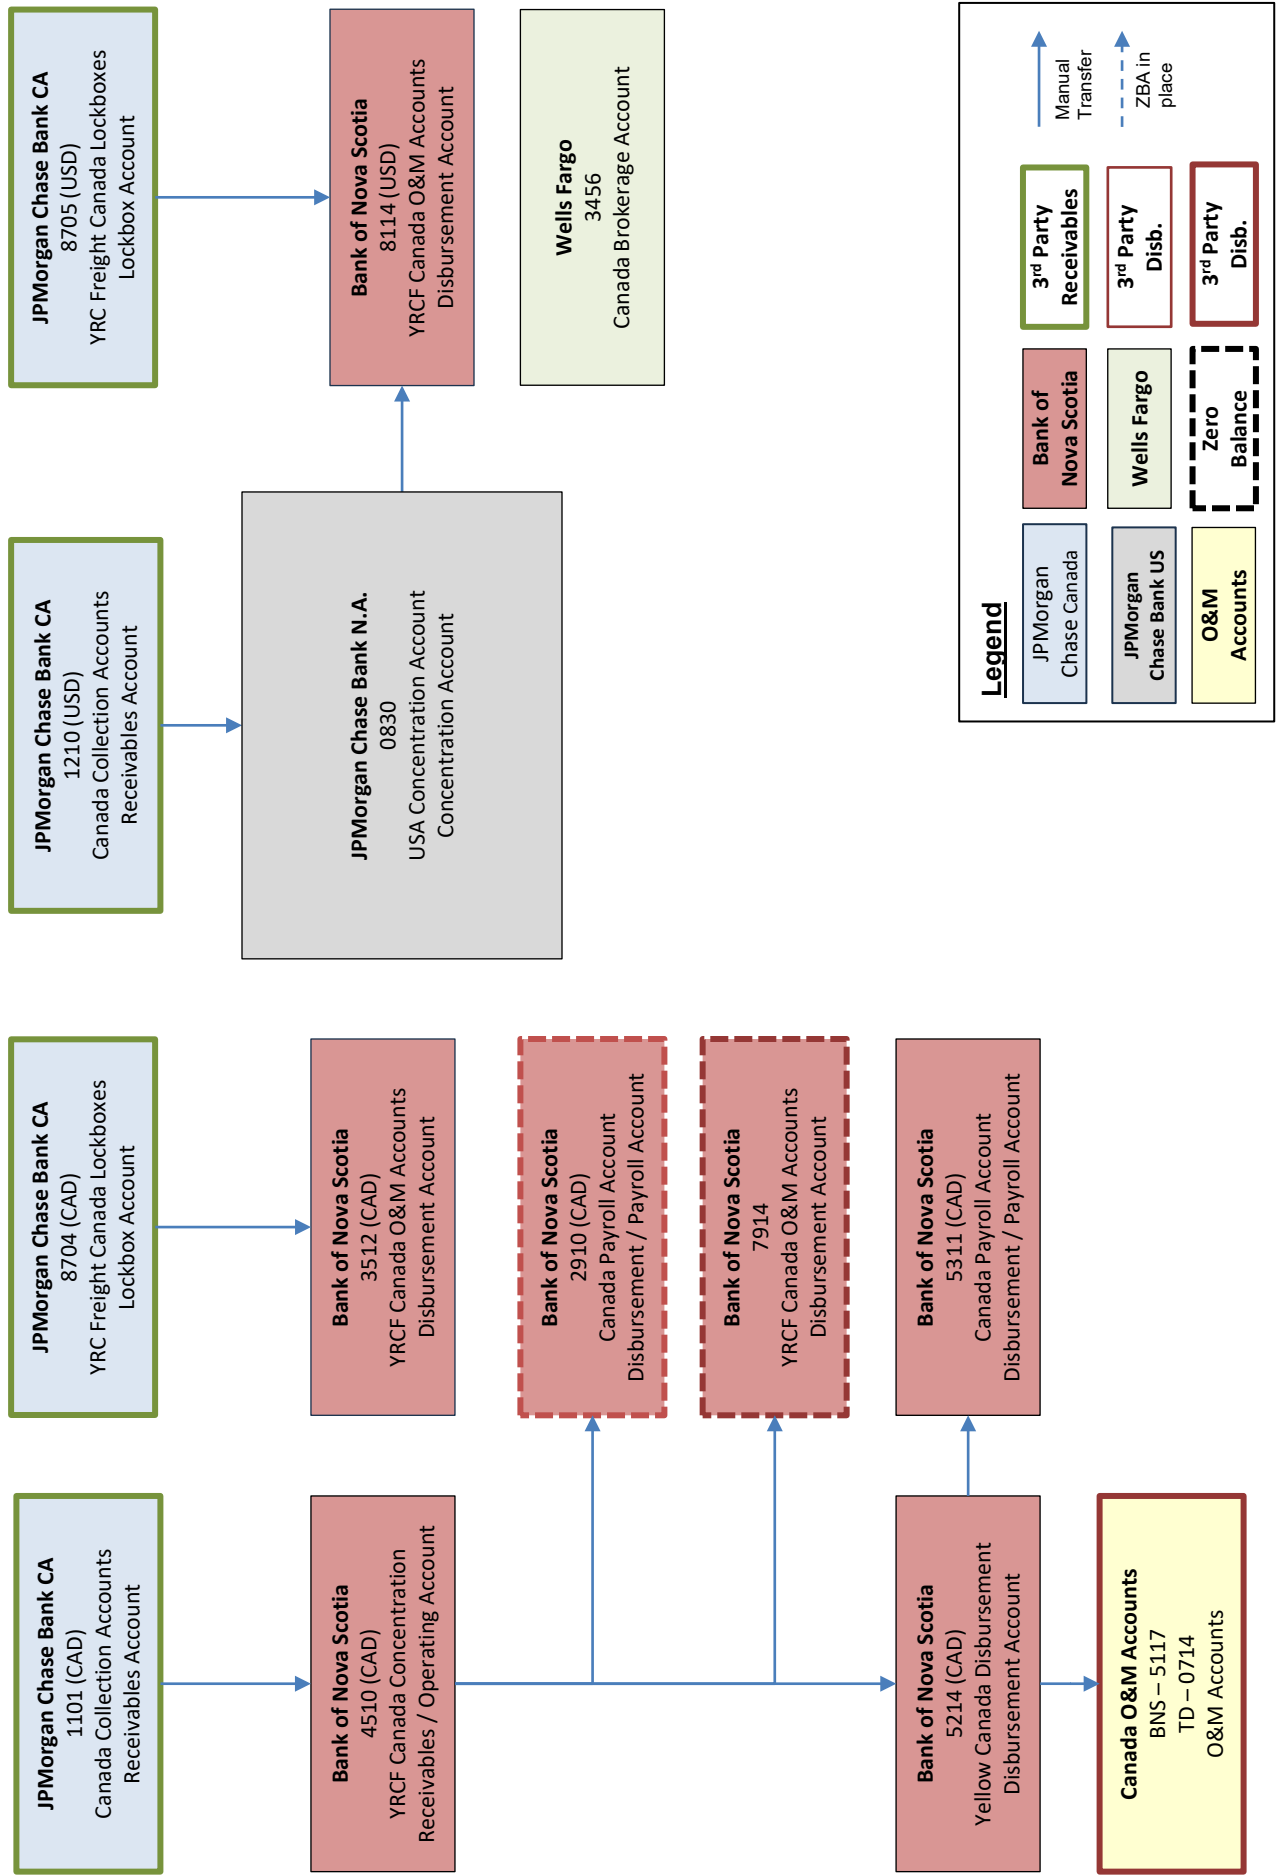 JPMorgan Chase Bank CA
1101 (CAD)
Canada Collection Accounts
Receivables Account
JPMorgan Chase Bank CA
8704 (CAD)
YRC Freight Canada Lockboxes
Lockbox Account
JPMorgan Chase Bank CA
1210 (USD)
Canada Collection Accounts
Receivables Account
JPMorgan Chase Bank CA
8705 (USD)
YRC Freight Canada Lockboxes
Lockbox Account
Bank of Nova Scotia
4510 (CAD)
YRCF Canada Concentration
Receivables / Operating Account
Bank of Nova Scotia
3512 (CAD)
YRCF Canada O&M Accounts
Disbursement Account
JPMorgan Chase Bank N.A.
0830
USA Concentration Account
Concentration Account
Bank of Nova Scotia
8114 (USD)
YRCF Canada O&M Accounts
Disbursement Account
Bank of Nova Scotia
2910 (CAD)
Canada Payroll Account
Disbursement / Payroll Account
Wells Fargo
3456
Canada Brokerage Account
Bank of Nova Scotia
7914
YRCF Canada O&M Accounts
Disbursement Account
Bank of Nova Scotia
5214 (CAD)
Yellow Canada Disbursement
Disbursement Account
Bank of Nova Scotia
5311 (CAD)
Canada Payroll Account
Disbursement / Payroll Account
Canada O&M Accounts
BNS – 5117
TD – 0714
O&M Accounts
Legend
JPMorgan
Chase Canada
Bank of
Nova Scotia
3rd Party
Receivables
Manual
Transfer
JPMorgan
Chase Bank US
Wells Fargo
3rd Party
Disb.
ZBA in
place
O&M
Accounts
Zero
Balance
3rd Party
Disb.